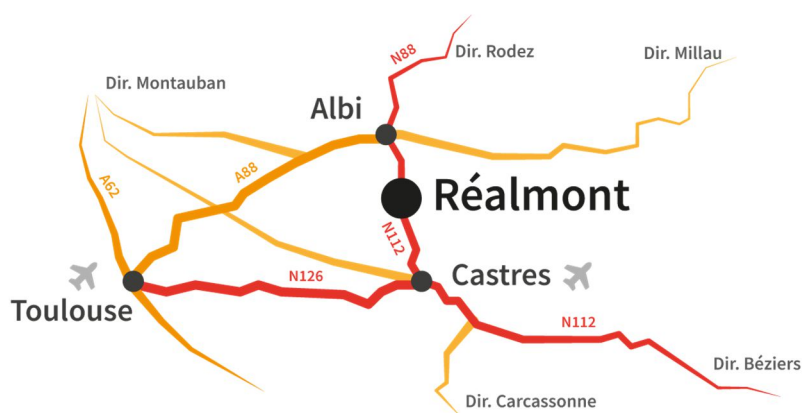 N88
Dir. Rodez
Dir. Millau
Dir. Montauban
Albi
A88
A62
Réalmont
N112
N126
Castres
Toulouse
N112
Dir. Béziers
Dir. Carcassonne